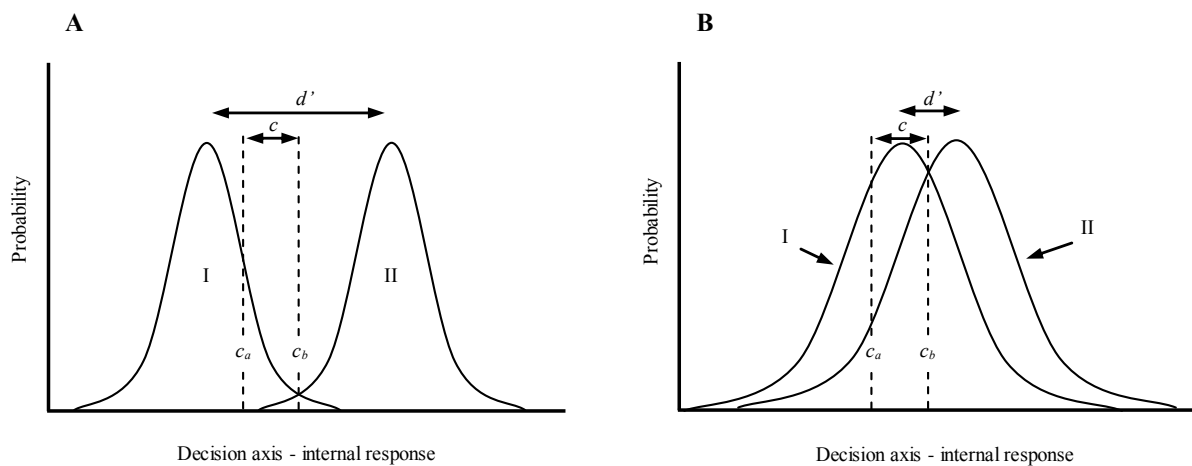 A
d’
c
Probability
I
II
c_a
c_b
Decision axis - internal response
B
d’
c
Probability
I
II
c_a
c_b
Decision axis - internal response